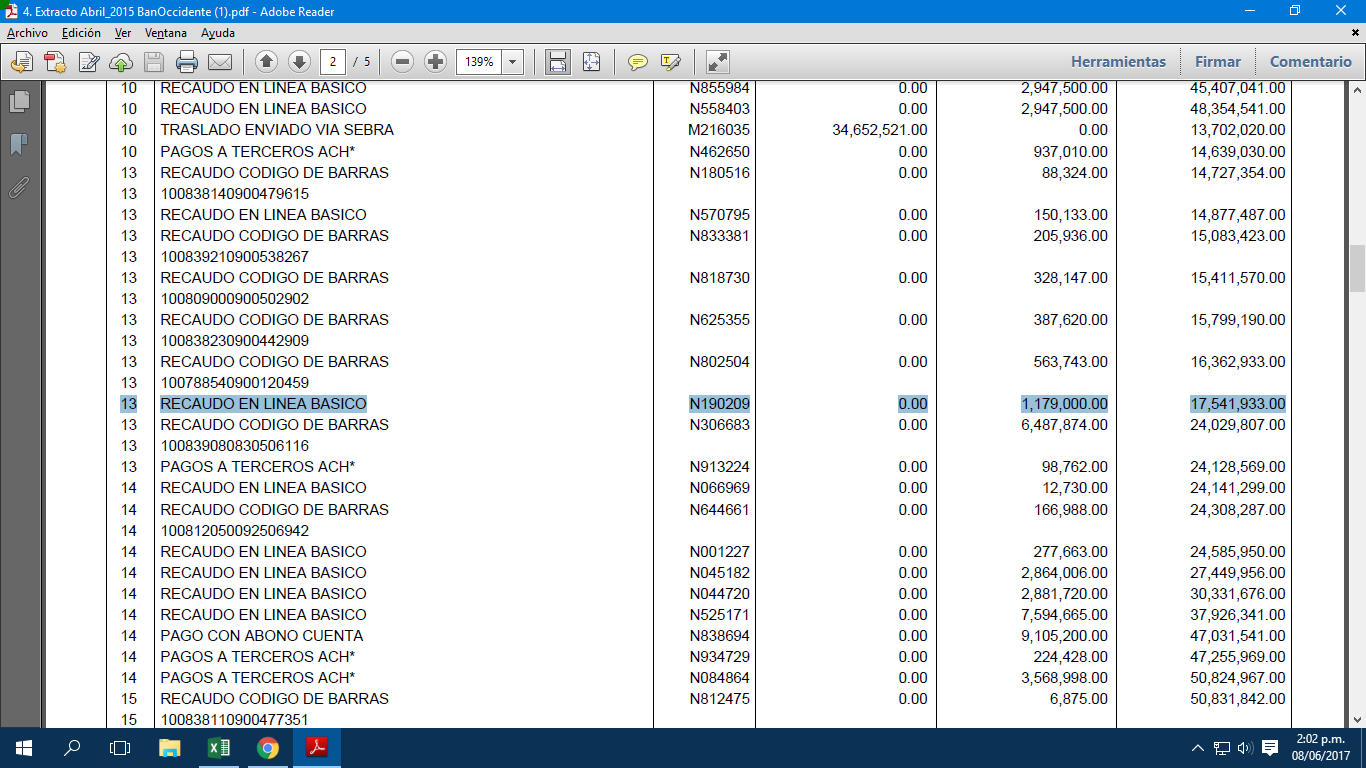 4. Extracto Abril_2015 BanOccidente (1).pdf - Adobe Reader
Archivo Edición Ver Ventana Ayuda
2 / 5 139% Herramientas Firmar Comentario
10 RECAUDO EN LINEA BASICO N855984 0.00 2,947,500.00 45,407,041.00
10 RECAUDO EN LINEA BASICO N558403 0.00 2,947,500.00 48,354,541.00
10 TRASLADO ENVIADO VIA SEBRA M216035 34,652,521.00 0.00 13,702,020.00
10 PAGOS A TERCEROS ACH* N462650 0.00 937,010.00 14,639,030.00
13 RECAUDO CODIGO DE BARRAS N180516 0.00 88,324.00 14,727,354.00
13 100838140900479615
13 RECAUDO EN LINEA BASICO N570795 0.00 150,133.00 14,877,487.00
13 RECAUDO CODIGO DE BARRAS N833381 0.00 205,936.00 15,083,423.00
13 100839210900538267
13 RECAUDO CODIGO DE BARRAS N818730 0.00 328,147.00 15,411,570.00
13 100809000900502902
13 RECAUDO CODIGO DE BARRAS N625355 0.00 387,620.00 15,799,190.00
13 100838230900442909
13 RECAUDO CODIGO DE BARRAS N802504 0.00 563,743.00 16,362,933.00
13 100788540900120459
13 RECAUDO EN LINEA BASICO N190209 0.00 1,179,000.00 17,541,933.00
13 RECAUDO CODIGO DE BARRAS N306683 0.00 6,487,874.00 24,029,807.00
13 100839080830506116
13 PAGOS A TERCEROS ACH* N913224 0.00 98,762.00 24,128,569.00
14 RECAUDO EN LINEA BASICO N066969 0.00 12,730.00 24,141,299.00
14 RECAUDO CODIGO DE BARRAS N644661 0.00 166,988.00 24,308,287.00
14 100812050092506942
14 RECAUDO EN LINEA BASICO N001227 0.00 277,663.00 24,585,950.00
14 RECAUDO EN LINEA BASICO N045182 0.00 2,864,006.00 27,449,956.00
14 RECAUDO EN LINEA BASICO N044720 0.00 2,881,720.00 30,331,676.00
14 RECAUDO EN LINEA BASICO N525171 0.00 7,594,665.00 37,926,341.00
14 PAGO CON ABONO CUENTA N838694 0.00 9,105,200.00 47,031,541.00
14 PAGOS A TERCEROS ACH* N934729 0.00 224,428.00 47,255,969.00
14 PAGOS A TERCEROS ACH* N084864 0.00 3,568,998.00 50,824,967.00
15 RECAUDO CODIGO DE BARRAS N812475 0.00 6,875.00 50,831,842.00
15 100838110900477351
2:02 p.m.
08/06/2017